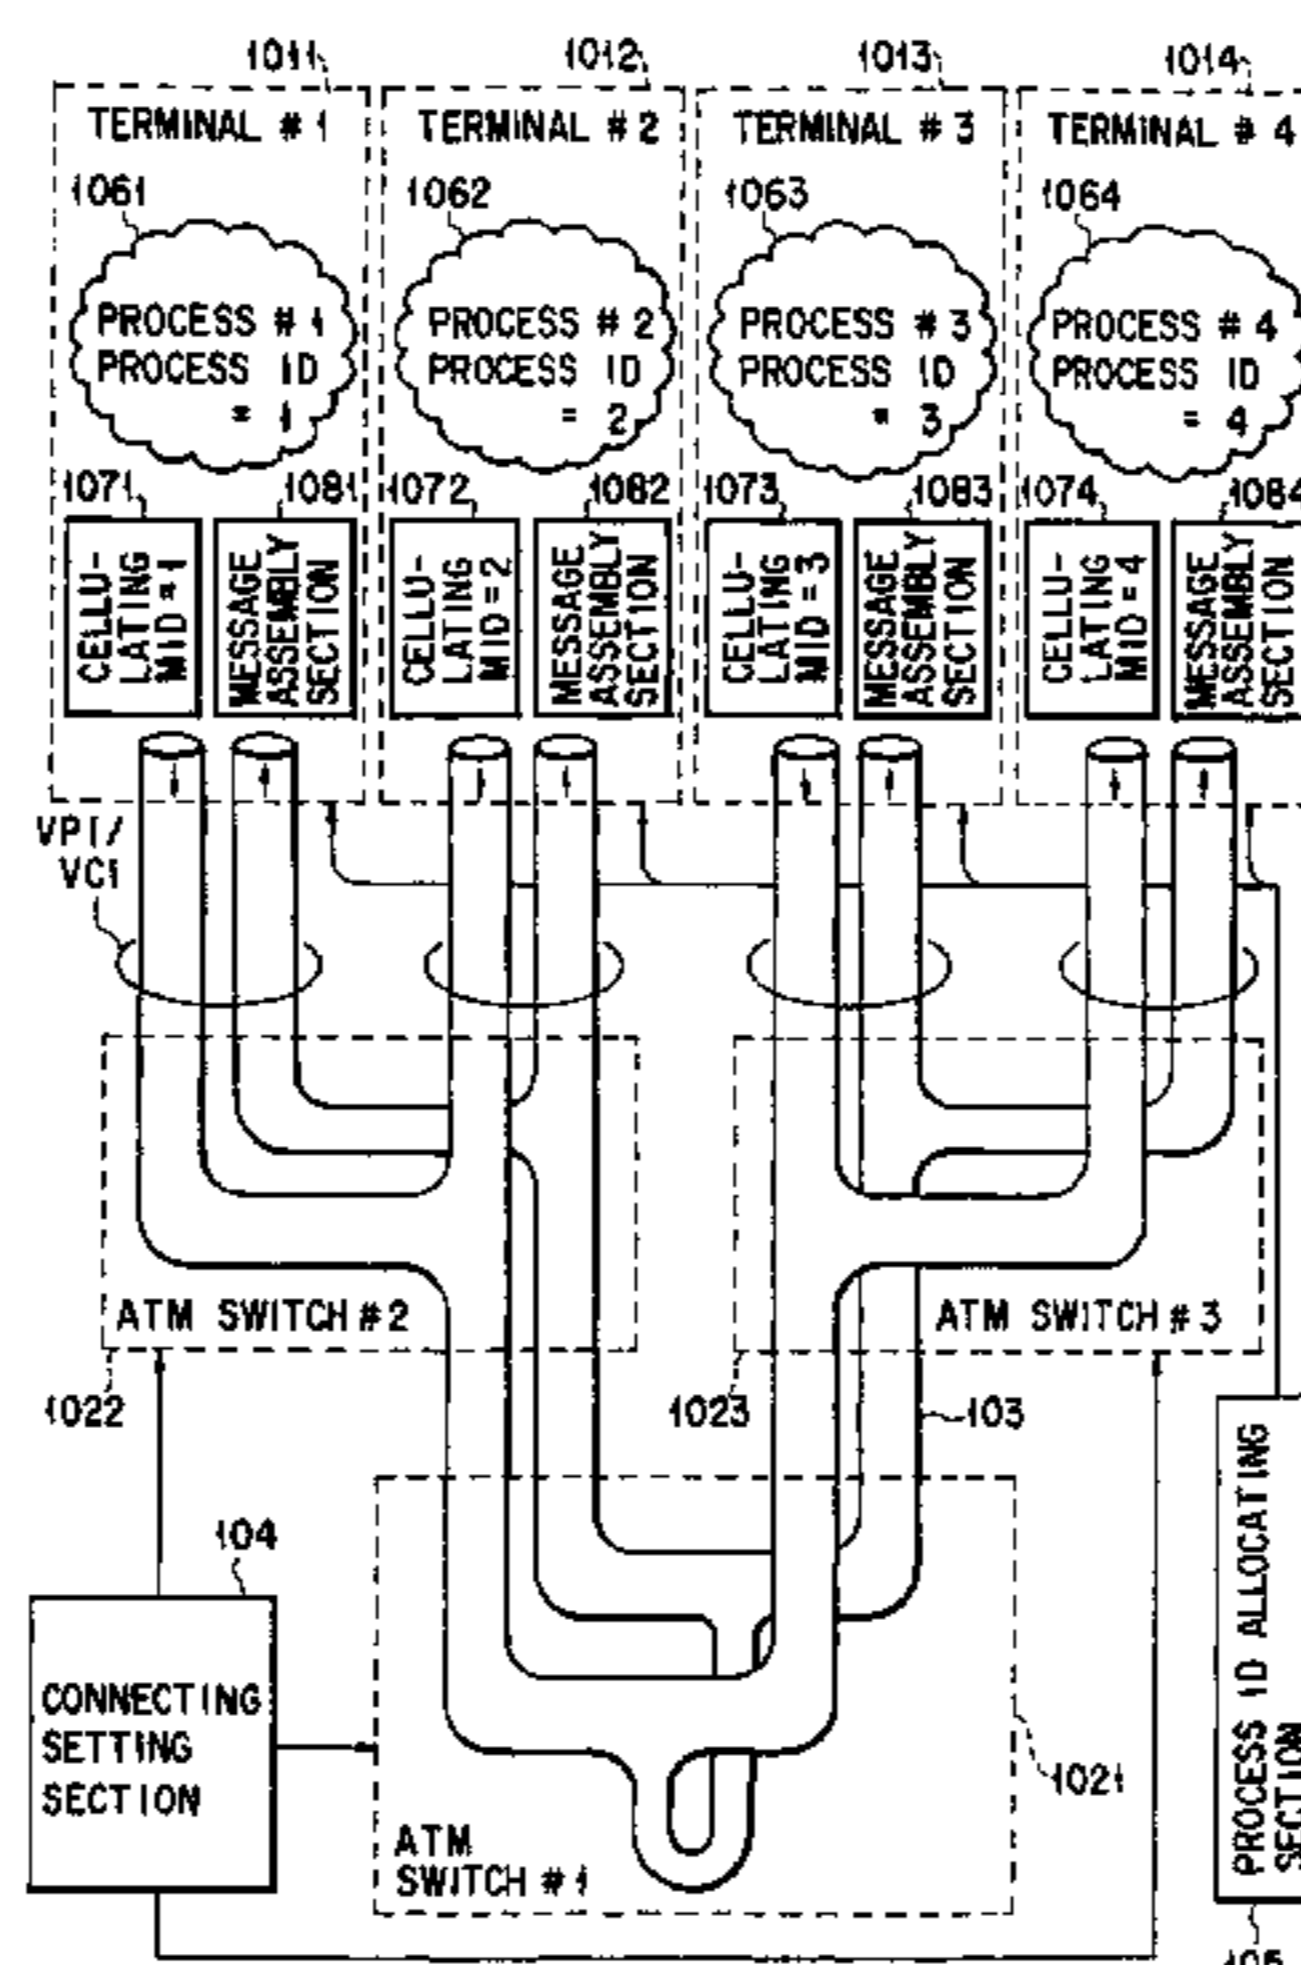 1011
1012
1013
1014
TERMINAL # 1
TERMINAL # 2
TERMINAL # 3
TERMINAL # 4
1061
1062
1063
1064
PROCESS # 1
PROCESS ID
= 1
PROCESS # 2
PROCESS ID
= 2
PROCESS # 3
PROCESS ID
= 3
PROCESS # 4
PROCESS ID
= 4
1071
1081
1072
1082
1073
1083
1074
1084
CELLU-
LATING
MID = 1
MESSAGE
ASSEMBLY
SECTION
CELLU-
LATING
MID = 2
MESSAGE
ASSEMBLY
SECTION
CELLU-
LATING
MID = 3
MESSAGE
ASSEMBLY
SECTION
CELLU-
LATING
MID = 4
MESSAGE
ASSEMBLY
SECTION
VPI/
VCI
ATM SWITCH # 2
ATM SWITCH # 3
1022
1023
103
104
CONNECTING
SETTING
SECTION
ATM
SWITCH # 1
1021
PROCESS ID ALLOCATING
SECTION
105